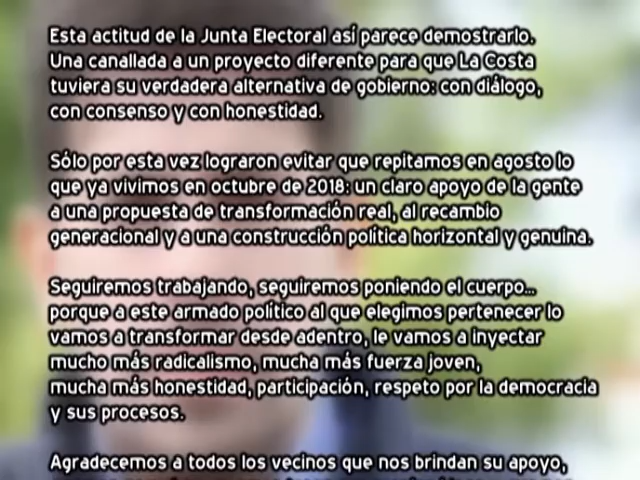 Esta actitud de la Junta Electoral así parece demostrarlo.
Una canallada a un proyecto diferente para que La Costa
tuviera su verdadera alternativa de gobierno: con diálogo,
con consenso y con honestidad.
Sólo por esta vez lograron evitar que repitamos en agosto lo
que ya vivimos en octubre de 2018: un claro apoyo de la gente
a una propuesta de transformación real, al recambio
generacional y a una construcción política horizontal y genuina.
Seguiremos trabajando, seguiremos poniendo el cuerpo...
porque a este armado político al que elegimos pertenecer lo
vamos a transformar desde adentro, le vamos a inyectar
mucho más radicalismo, mucha más fuerza joven,
mucha más honestidad, participación, respeto por la democracia
y sus procesos.
Agradecemos a todos los vecinos que nos brindan su apoyo,